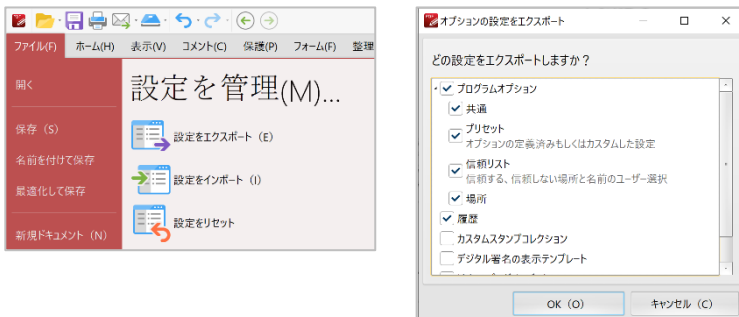 ファイル(F) ホーム(H) 表示(V) コメント(C) 保護(P) フォーム(F) 整理
開く
保存 (S)
名前を付けて保存
最適化して保存
新規ドキュメント (N)
設定を管理(M)...
設定をエクスポート (E)
設定をインポート (I)
設定をリセット
オプションの設定をエクスポート
どの設定をエクスポートしますか？
プログラムオプション
共通
プリセット
オプションの定義済みもしくはカスタムした設定
信頼リスト
信頼する、信頼しない場所と名前のユーザー選択
場所
履歴
カスタムスタンプコレクション
デジタル署名の表示テンプレート
OK (O) キャンセル (C)